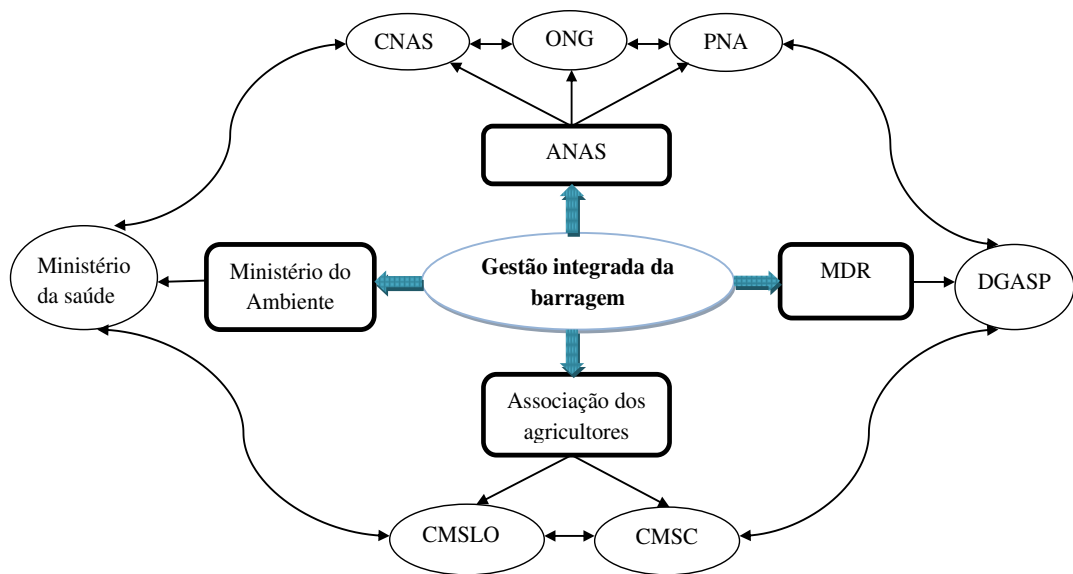 CNAS
ONG
PNA
ANAS
Ministério
da saúde
Ministério do
Ambiente
Gestão integrada da
barragem
MDR
DGASP
Associação dos
agricultores
CMSLO
CMSC